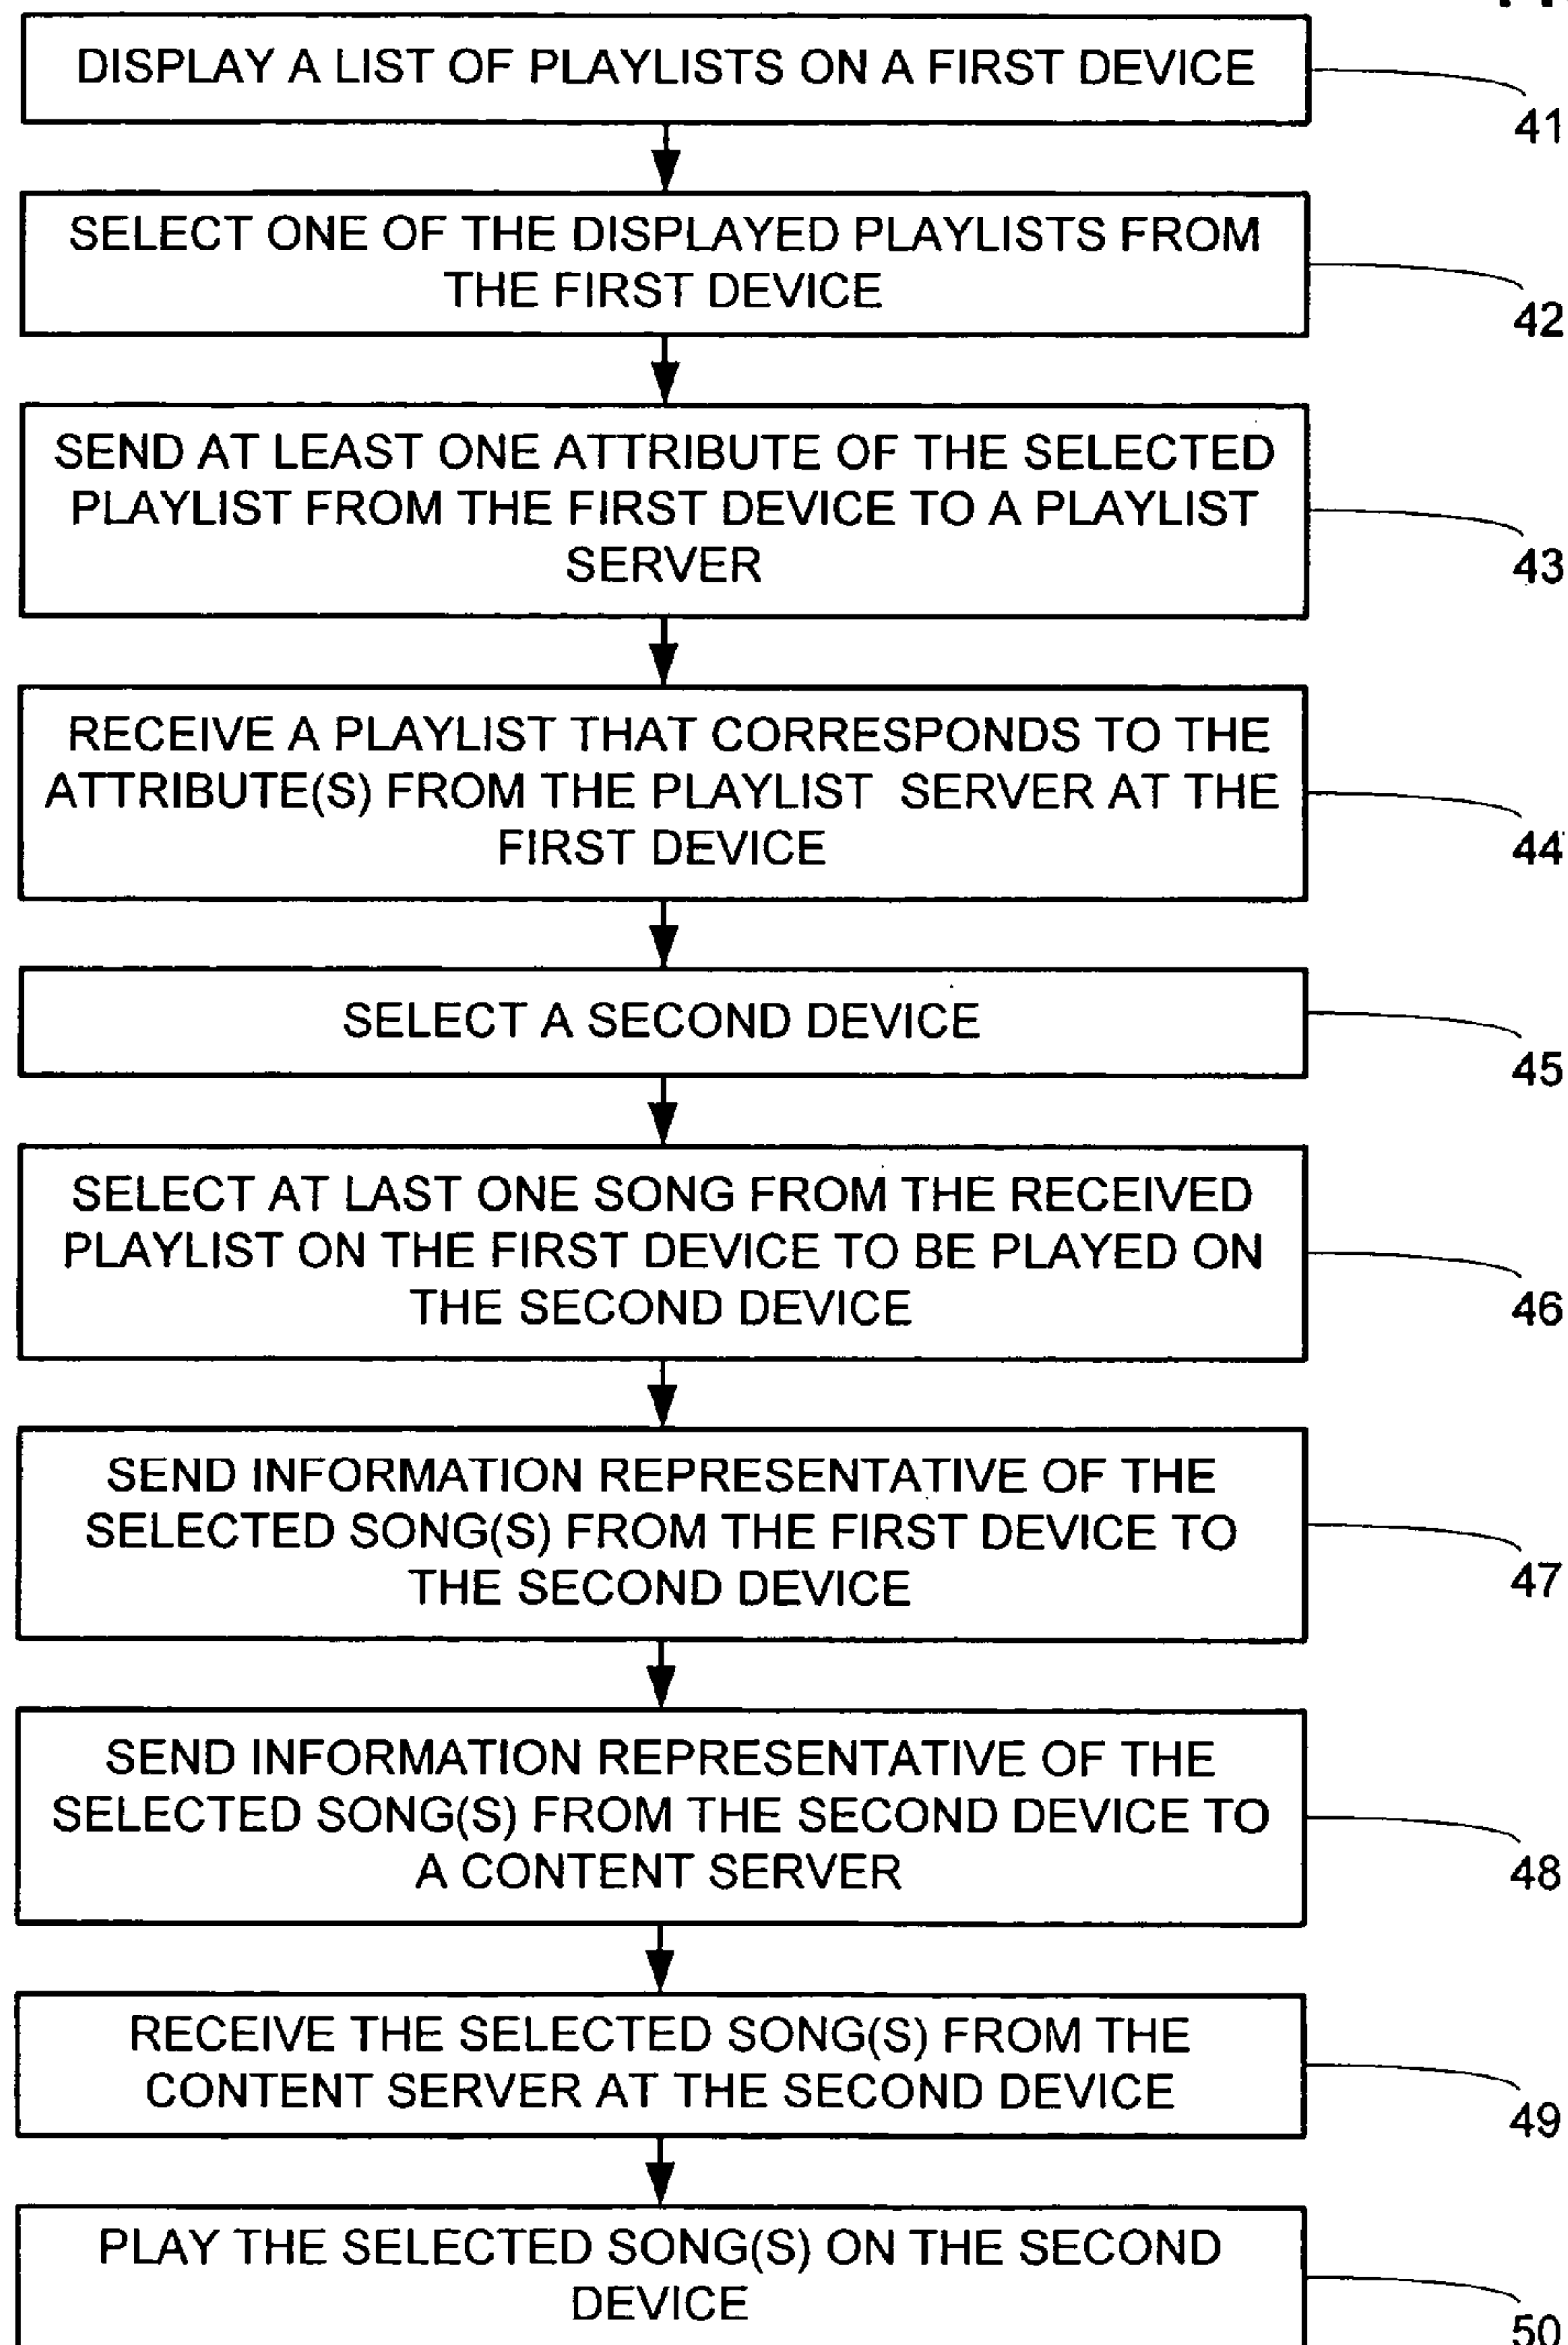 DISPLAY A LIST OF PLAYLISTS ON A FIRST DEVICE
41
SELECT ONE OF THE DISPLAYED PLAYLISTS FROM
THE FIRST DEVICE
42
SEND AT LEAST ONE ATTRIBUTE OF THE SELECTED
PLAYLIST FROM THE FIRST DEVICE TO A PLAYLIST
SERVER
43
RECEIVE A PLAYLIST THAT CORRESPONDS TO THE
ATTRIBUTE(S) FROM THE PLAYLIST SERVER AT THE
FIRST DEVICE
44
SELECT A SECOND DEVICE
45
SELECT AT LAST ONE SONG FROM THE RECEIVED
PLAYLIST ON THE FIRST DEVICE TO BE PLAYED ON
THE SECOND DEVICE
46
SEND INFORMATION REPRESENTATIVE OF THE
SELECTED SONG(S) FROM THE FIRST DEVICE TO
THE SECOND DEVICE
47
SEND INFORMATION REPRESENTATIVE OF THE
SELECTED SONG(S) FROM THE SECOND DEVICE TO
A CONTENT SERVER
48
RECEIVE THE SELECTED SONG(S) FROM THE
CONTENT SERVER AT THE SECOND DEVICE
49
PLAY THE SELECTED SONG(S) ON THE SECOND
DEVICE
50